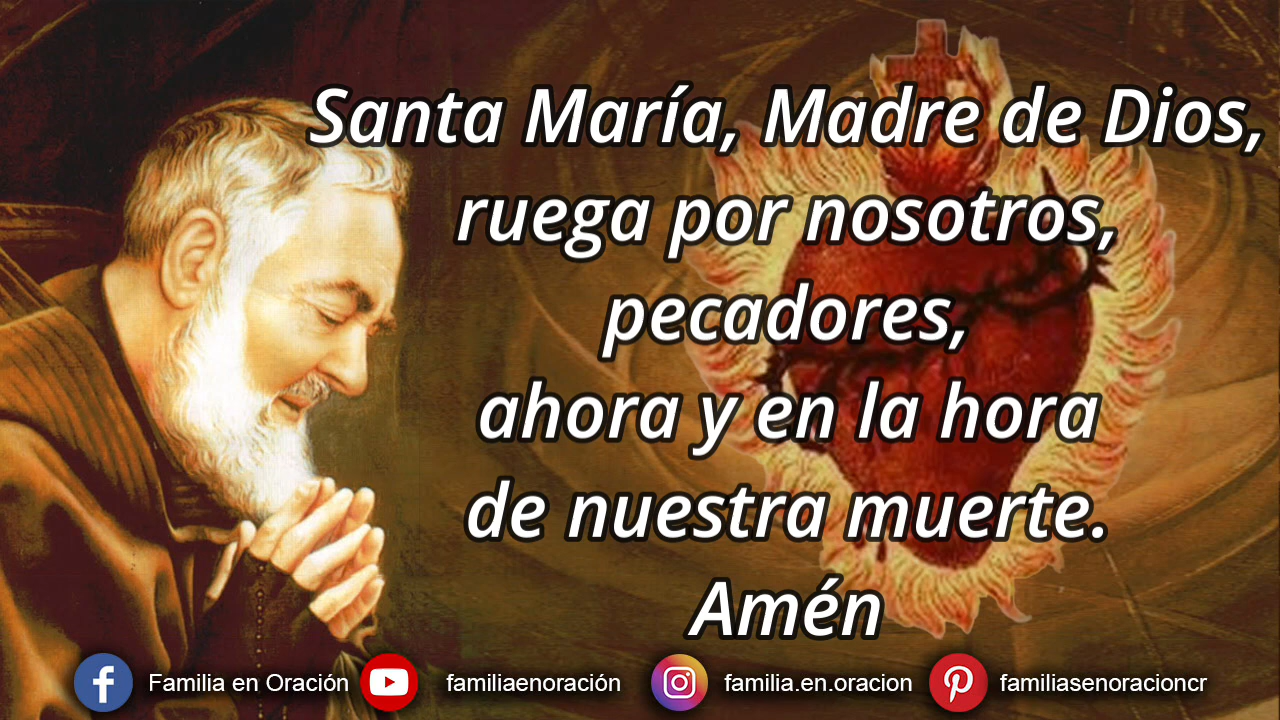 Santa María, Madre de Dios,
ruega por nosotros,
pecadores,
ahora y en la hora
de nuestra muerte.
Amén
Familia en Oración familiaenoración familia.en.oracion familiasenoracioncr